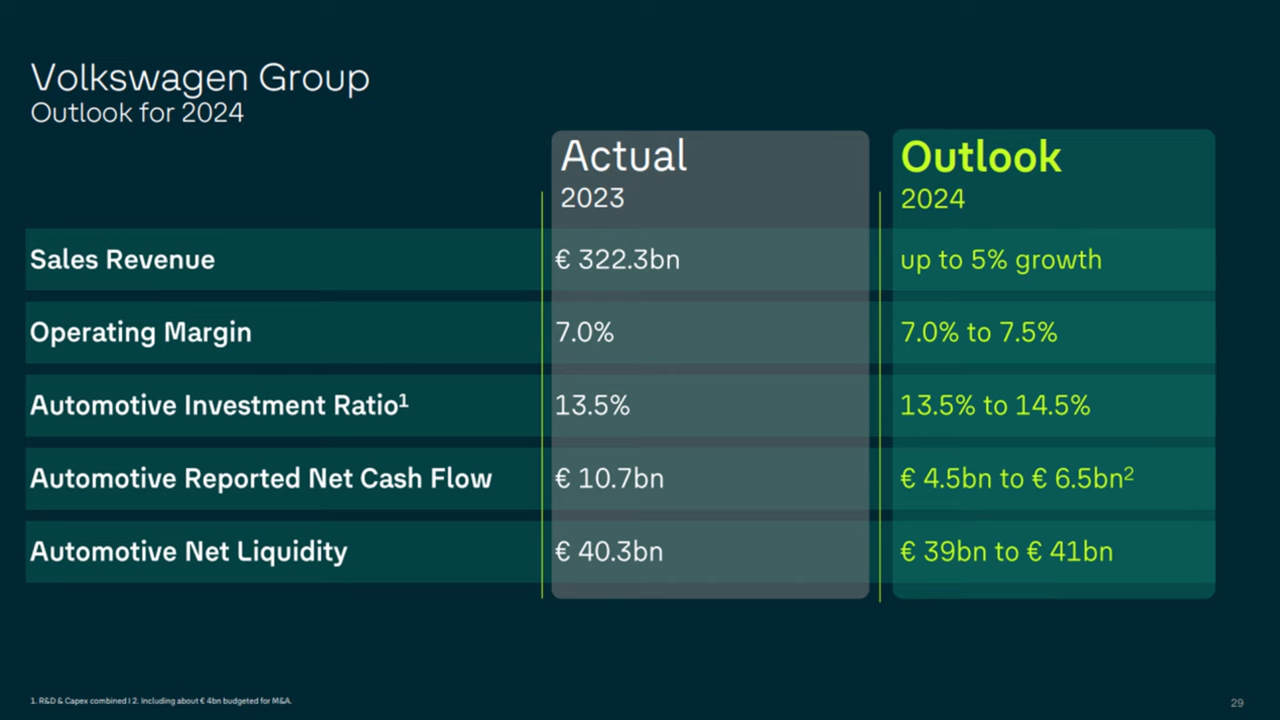 Volkswagen Group
Outlook for 2024
Actual Outlook
2023 2024
Sales Revenue € 322.3bn up to 5% growth
Operating Margin 7.0% 7.0% to 7.5%
Automotive Investment Ratio¹ 13.5% 13.5% to 14.5%
Automotive Reported Net Cash Flow € 10.7bn € 4.5bn to € 6.5bn²
Automotive Net Liquidity € 40.3bn € 39bn to € 41bn
1. R&D & Capex combined I 2. Including about € 4bn budgeted for M&A.
29